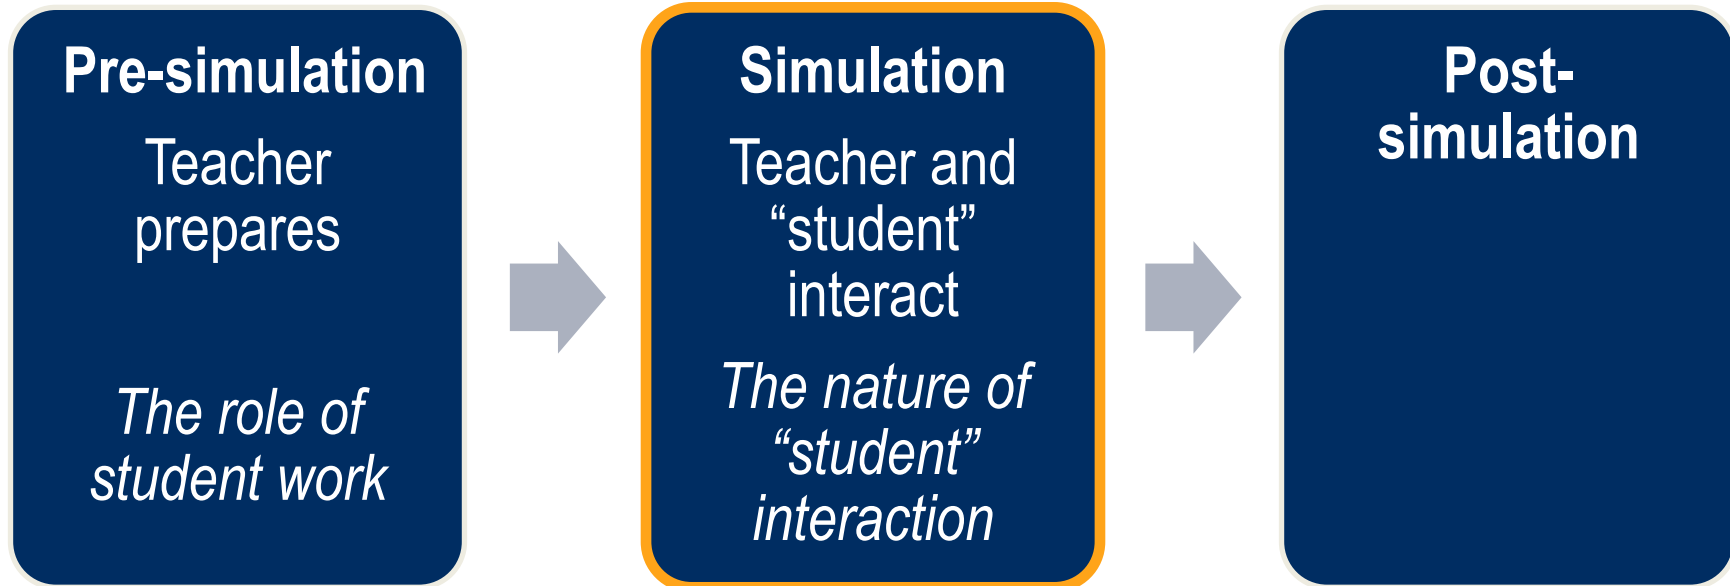 Pre-simulation
Teacher
prepares
The role of
student work
Simulation
Teacher and
“student”
interact
The nature of
“student”
interaction
Post-
simulation